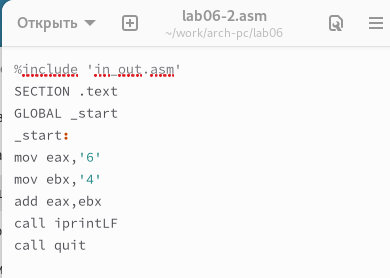 Открыть
lab06-2.asm
~/work/arch-pc/lab06
%include 'in_out.asm'
SECTION .text
GLOBAL _start
_start:
mov eax,'6'
mov ebx,'4'
add eax,ebx
call iprintLF
call quit